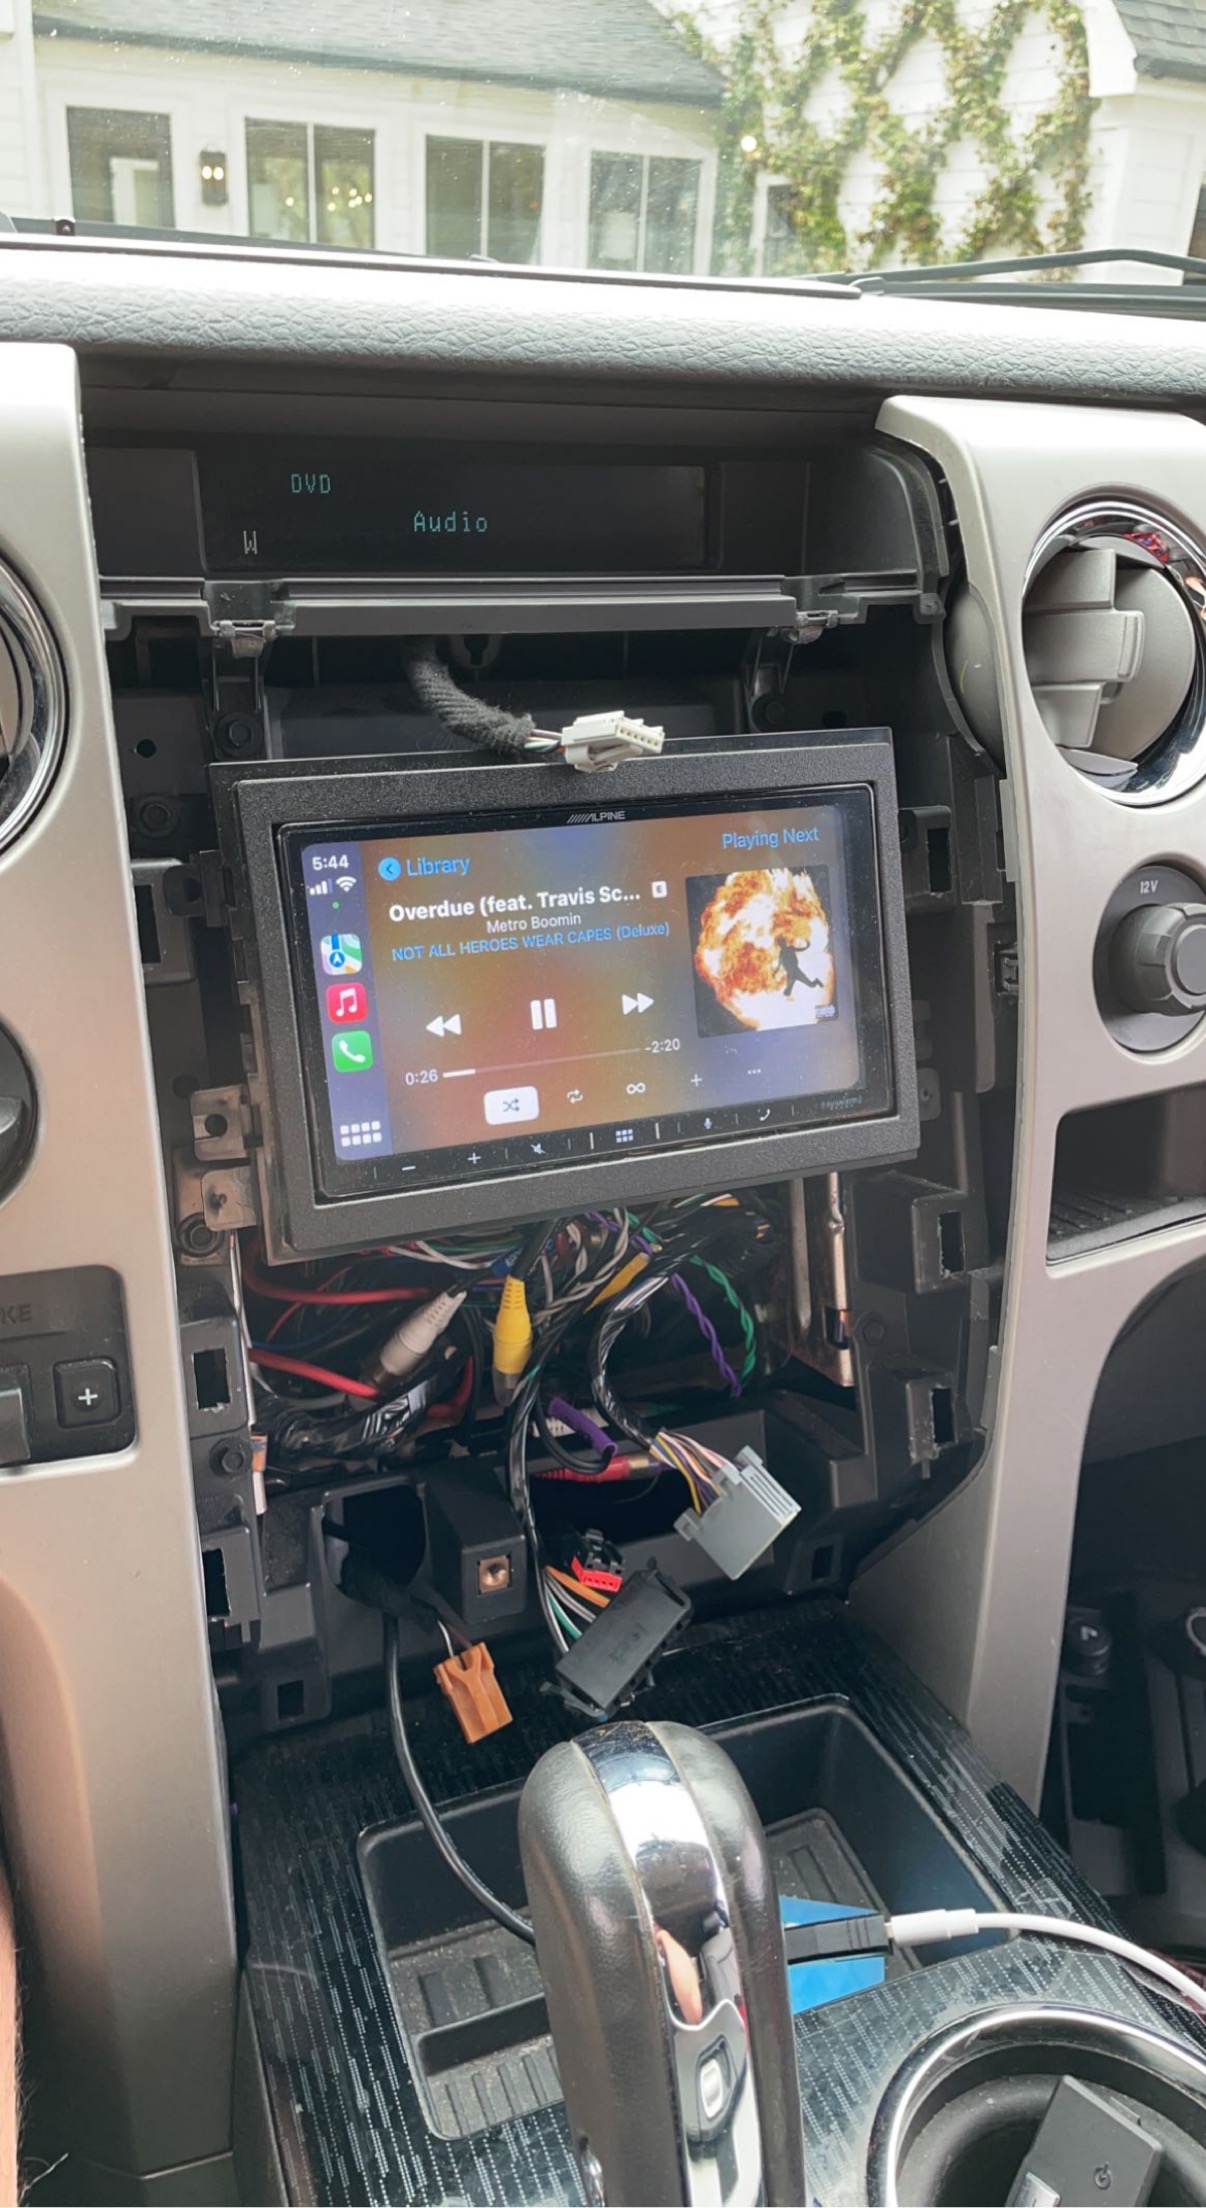 DVD
Audio
W
ALPINE
5:44
Library
Playing Next
Overdue (feat. Travis Sc... E
Metro Boomin
NOT ALL HEROES WEAR CAPES (Deluxe)
-2:20
0:26
12V
KE